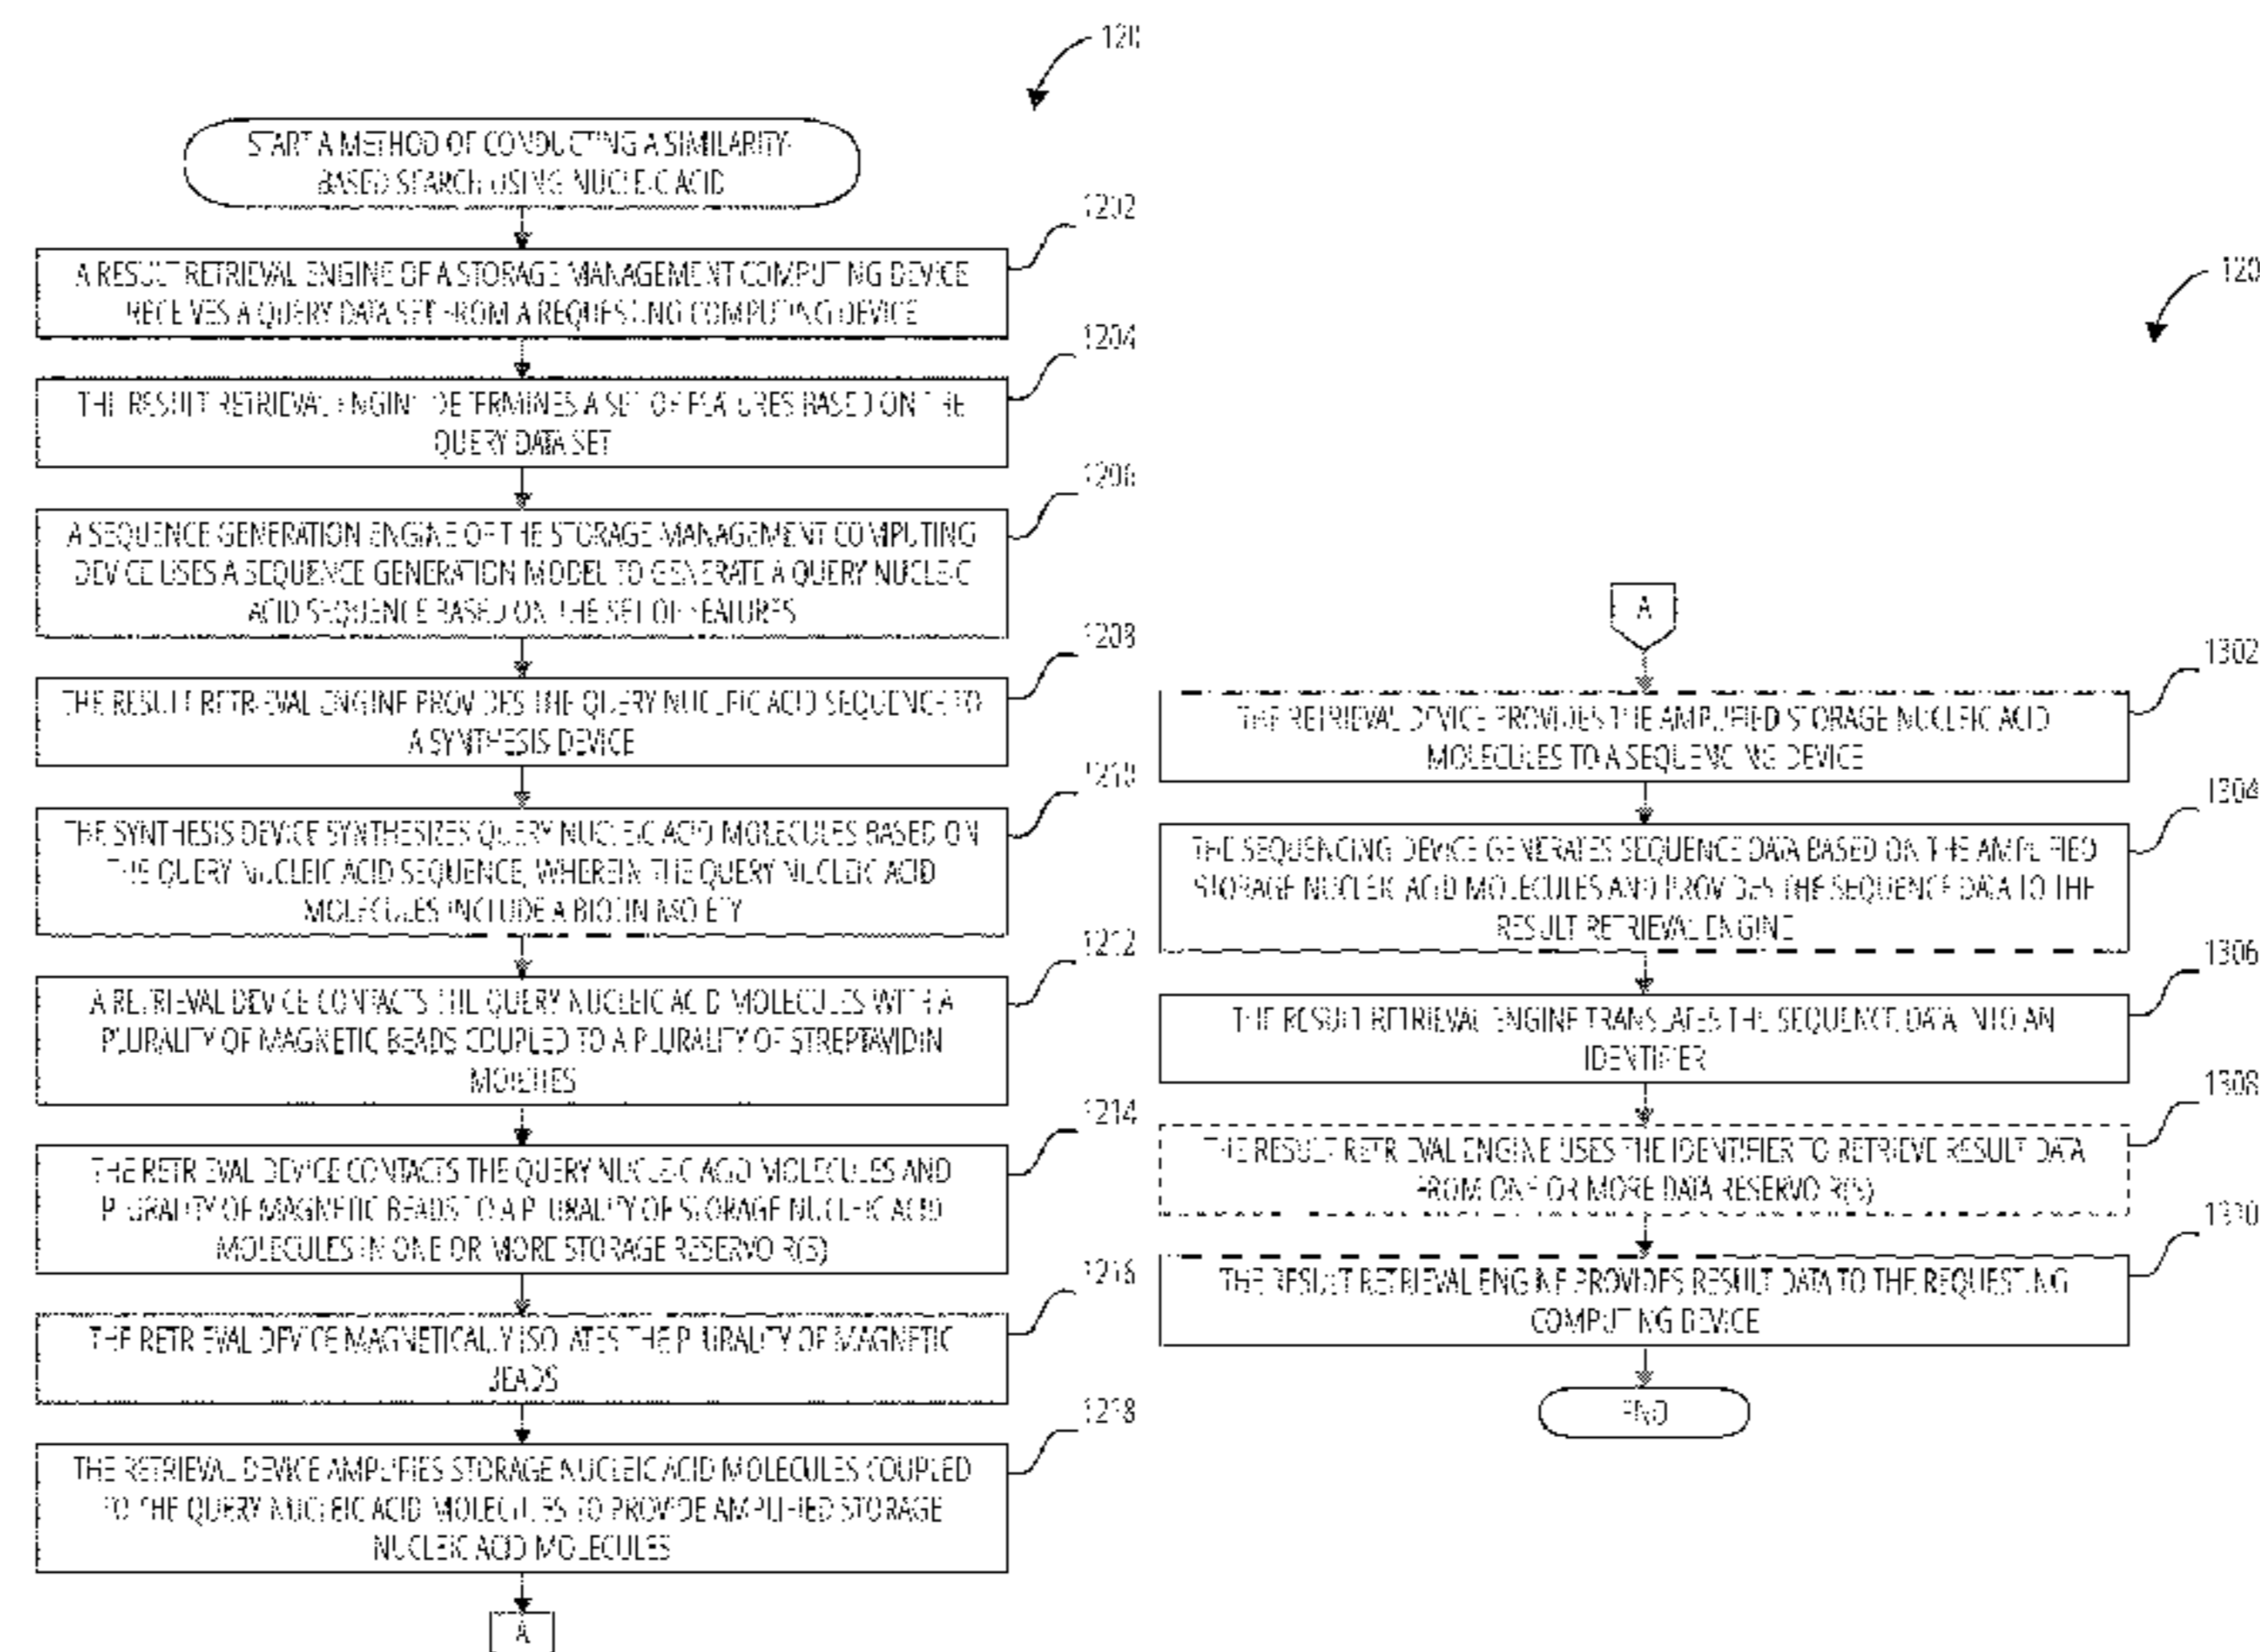 120
START A METHOD OF CONDUCTING A SIMILARITY-
BASED SEARCH USING NUCLEIC ACID
1202
A RESULT RETRIEVAL ENGINE OF A STORAGE MANAGEMENT COMPUTING DEVICE
RECEIVES A QUERY DATA SET FROM A REQUESTING COMPUTING DEVICE
1204
THE RESULT RETRIEVAL ENGINE DETERMINES A SET OF FEATURES BASED ON THE
QUERY DATA SET
1206
A SEQUENCE GENERATION ENGINE OF THE STORAGE MANAGEMENT COMPUTING
DEVICE USES A SEQUENCE GENERATION MODEL TO GENERATE A QUERY NUCLEIC
ACID SEQUENCE BASED ON THE SET OF FEATURES
1208
THE RESULT RETRIEVAL ENGINE PROVIDES THE QUERY NUCLEIC ACID SEQUENCE TO
A SYNTHESIS DEVICE
1210
THE SYNTHESIS DEVICE SYNTHESIZES QUERY NUCLEIC ACID MOLECULES BASED ON
THE QUERY NUCLEIC ACID SEQUENCE, WHEREIN THE QUERY NUCLEIC ACID
MOLECULES INCLUDE A BIOTIN MOIETY
1212
A RETRIEVAL DEVICE CONTACTS THE QUERY NUCLEIC ACID MOLECULES WITH A
PLURALITY OF MAGNETIC BEADS COUPLED TO A PLURALITY OF STREPTAVIDIN
MOIETIES
1214
THE RETRIEVAL DEVICE CONTACTS THE QUERY NUCLEIC ACID MOLECULES AND
PLURALITY OF MAGNETIC BEADS TO A PLURALITY OF STORAGE NUCLEIC ACID
MOLECULES IN ONE OR MORE STORAGE RESERVOIR(S)
1216
THE RETRIEVAL DEVICE MAGNETICALLY ISOLATES THE PLURALITY OF MAGNETIC
BEADS
1218
THE RETRIEVAL DEVICE AMPLIFIES STORAGE NUCLEIC ACID MOLECULES COUPLED
TO THE QUERY NUCLEIC ACID MOLECULES TO PROVIDE AMPLIFIED STORAGE
NUCLEIC ACID MOLECULES
A
120
A
1302
THE RETRIEVAL DEVICE PROVIDES THE AMPLIFIED STORAGE NUCLEIC ACID
MOLECULES TO A SEQUENCING DEVICE
1304
THE SEQUENCING DEVICE GENERATES SEQUENCE DATA BASED ON THE AMPLIFIED
STORAGE NUCLEIC ACID MOLECULES AND PROVIDES THE SEQUENCE DATA TO THE
RESULT RETRIEVAL ENGINE
1306
THE RESULT RETRIEVAL ENGINE TRANSLATES THE SEQUENCE DATA INTO AN
IDENTIFIER
1308
THE RESULT RETRIEVAL ENGINE USES THE IDENTIFIER TO RETRIEVE RESULT DATA
FROM ONE OR MORE DATA RESERVOIR(S)
1310
THE RESULT RETRIEVAL ENGINE PROVIDES RESULT DATA TO THE REQUESTING
COMPUTING DEVICE
END